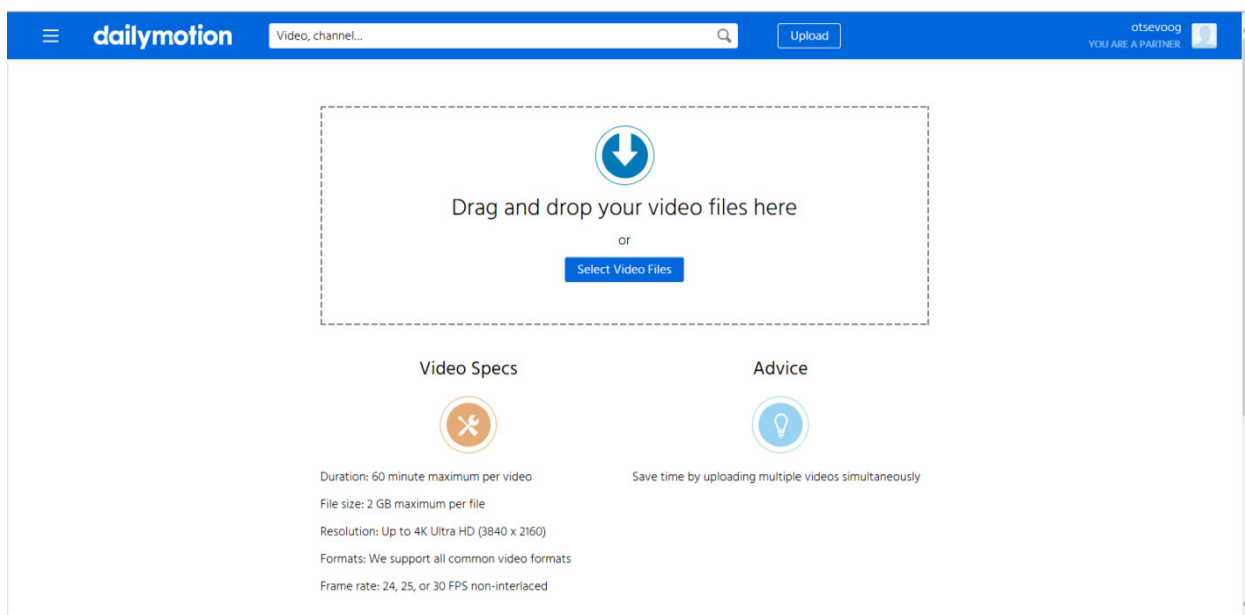 dailymotion
Video, channel...
Upload
otsevoog
YOU ARE A PARTNER
Drag and drop your video files here
or
Select Video Files
Video Specs
Duration: 60 minute maximum per video
File size: 2 GB maximum per file
Resolution: Up to 4K Ultra HD (3840 x 2160)
Formats: We support all common video formats
Frame rate: 24, 25, or 30 FPS non-interlaced
Advice
Save time by uploading multiple videos simultaneously